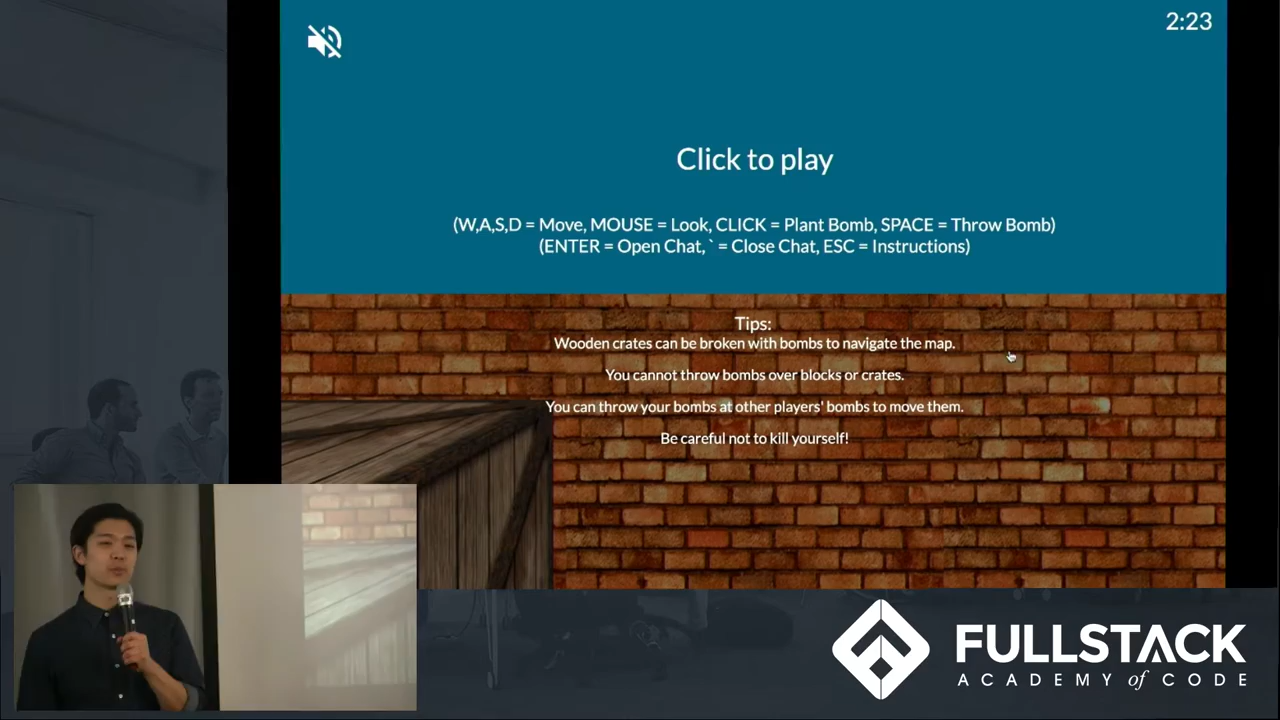 2:23
Click to play
(W,A,S,D = Move, MOUSE = Look, CLICK = Plant Bomb, SPACE = Throw Bomb)
(ENTER = Open Chat, ` = Close Chat, ESC = Instructions)
Tips:
Wooden crates can be broken with bombs to navigate the map.
You cannot throw bombs over blocks or crates.
You can throw your bombs at other players' bombs to move them.
Be careful not to kill yourself!
FULLSTACK
ACADEMY of CODE